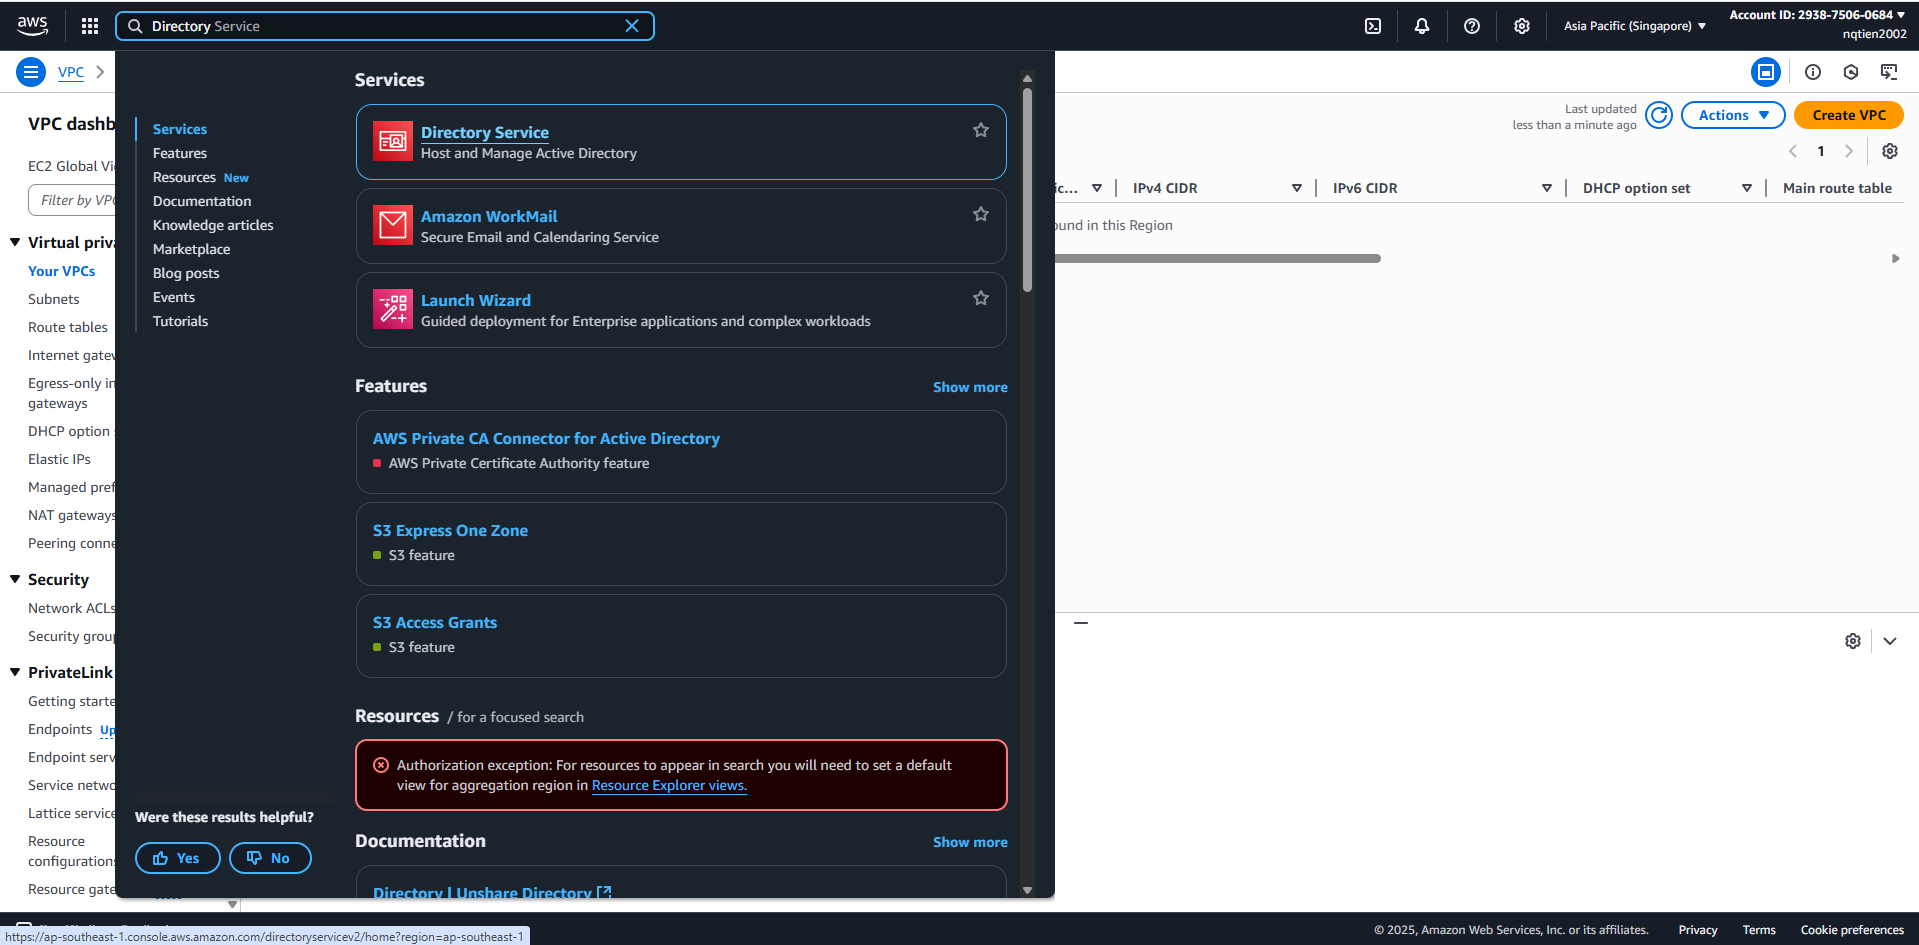 aws
Directory Service
Asia Pacific (Singapore)
Account ID: 2938-7506-0684
nqtien2002
VPC
VPC dashb
EC2 Global Vi
Filter by VPC
Virtual priva
Your VPCs
Subnets
Route tables
Internet gatew
Egress-only in
gateways
DHCP option s
Elastic IPs
Managed pref
NAT gateways
Peering conne
Security
Network ACLs
Security group
PrivateLink
Getting starte
Endpoints Up
Endpoint serv
Service netwo
Lattice service
Resource
configurations
Resource gate
Services
Features
Resources New
Documentation
Knowledge articles
Marketplace
Blog posts
Events
Tutorials
Were these results helpful?
Yes
No
Services
Directory Service
Host and Manage Active Directory
Amazon WorkMail
Secure Email and Calendaring Service
Launch Wizard
Guided deployment for Enterprise applications and complex workloads
Features
Show more
AWS Private CA Connector for Active Directory
AWS Private Certificate Authority feature
S3 Express One Zone
S3 feature
S3 Access Grants
S3 feature
Resources / for a focused search
Authorization exception: For resources to appear in search you will need to set a default
view for aggregation region in Resource Explorer views.
Documentation
Show more
Directory | Unshare Directory
Last updated
less than a minute ago
Actions
Create VPC
1
ic... IPv4 CIDR IPv6 CIDR DHCP option set Main route table
ound in this Region
https://ap-southeast-1.console.aws.amazon.com/directoryservicev2/home?region=ap-southeast-1
© 2025, Amazon Web Services, Inc. or its affiliates.
Privacy
Terms
Cookie preferences